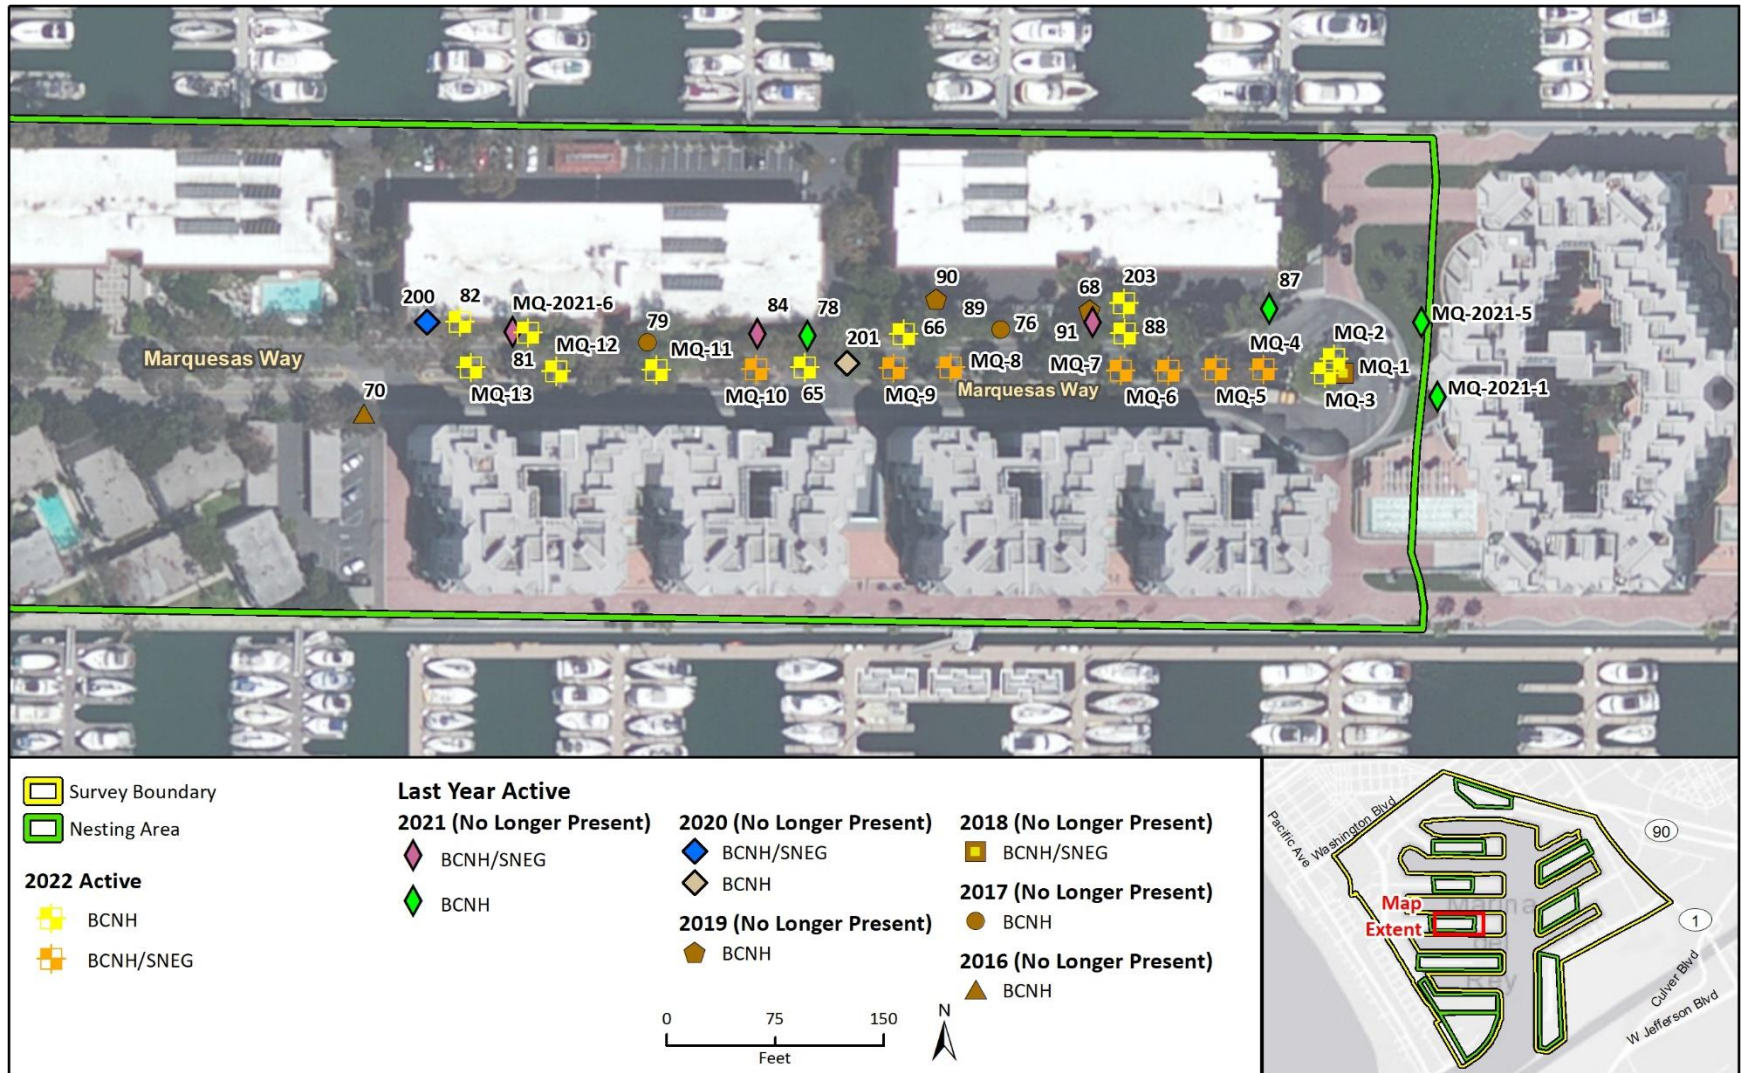 203
90
87
68
200
82
MQ-2021-6
84
78
89
MQ-2021-5
79
201
66
76
91
88
MQ-4
MQ-2
Marquesas Way
81
MQ-12
MQ-11
MQ-8
MQ-7
MQ-1
70
MQ-13
MQ-10
65
MQ-9
Marquesas Way
MQ-6
MQ-5
MQ-3
MQ-2021-1
Survey Boundary
Nesting Area
2022 Active
BCNH
BCNH/SNEG
Last Year Active
2021 (No Longer Present)
BCNH/SNEG
BCNH
2020 (No Longer Present)
BCNH/SNEG
BCNH
2019 (No Longer Present)
BCNH
2018 (No Longer Present)
BCNH/SNEG
2017 (No Longer Present)
BCNH
2016 (No Longer Present)
BCNH
0 75 150
Feet
N
Pacific Ave
Washington Blvd
90
Map
Extent
Marina
del
Rey
1
Culver Blvd
W Jefferson Blvd